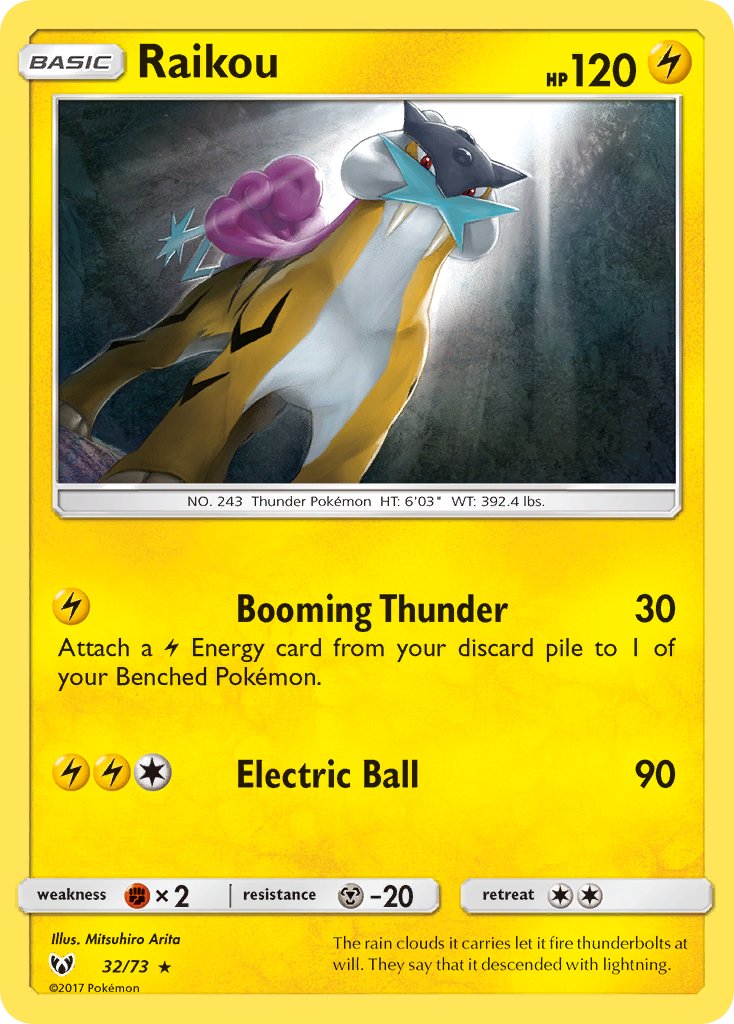 BASIC Raikou HP 120
NO. 243 Thunder Pokémon HT: 6'03" WT: 392.4 lbs.
Booming Thunder 30
Attach a Energy card from your discard pile to 1 of
your Benched Pokémon.
Electric Ball 90
weakness × 2 resistance -20 retreat
Illus. Mitsuhiro Arita
32/73 ★
©2017 Pokémon
The rain clouds it carries let it fire thunderbolts at
will. They say that it descended with lightning.